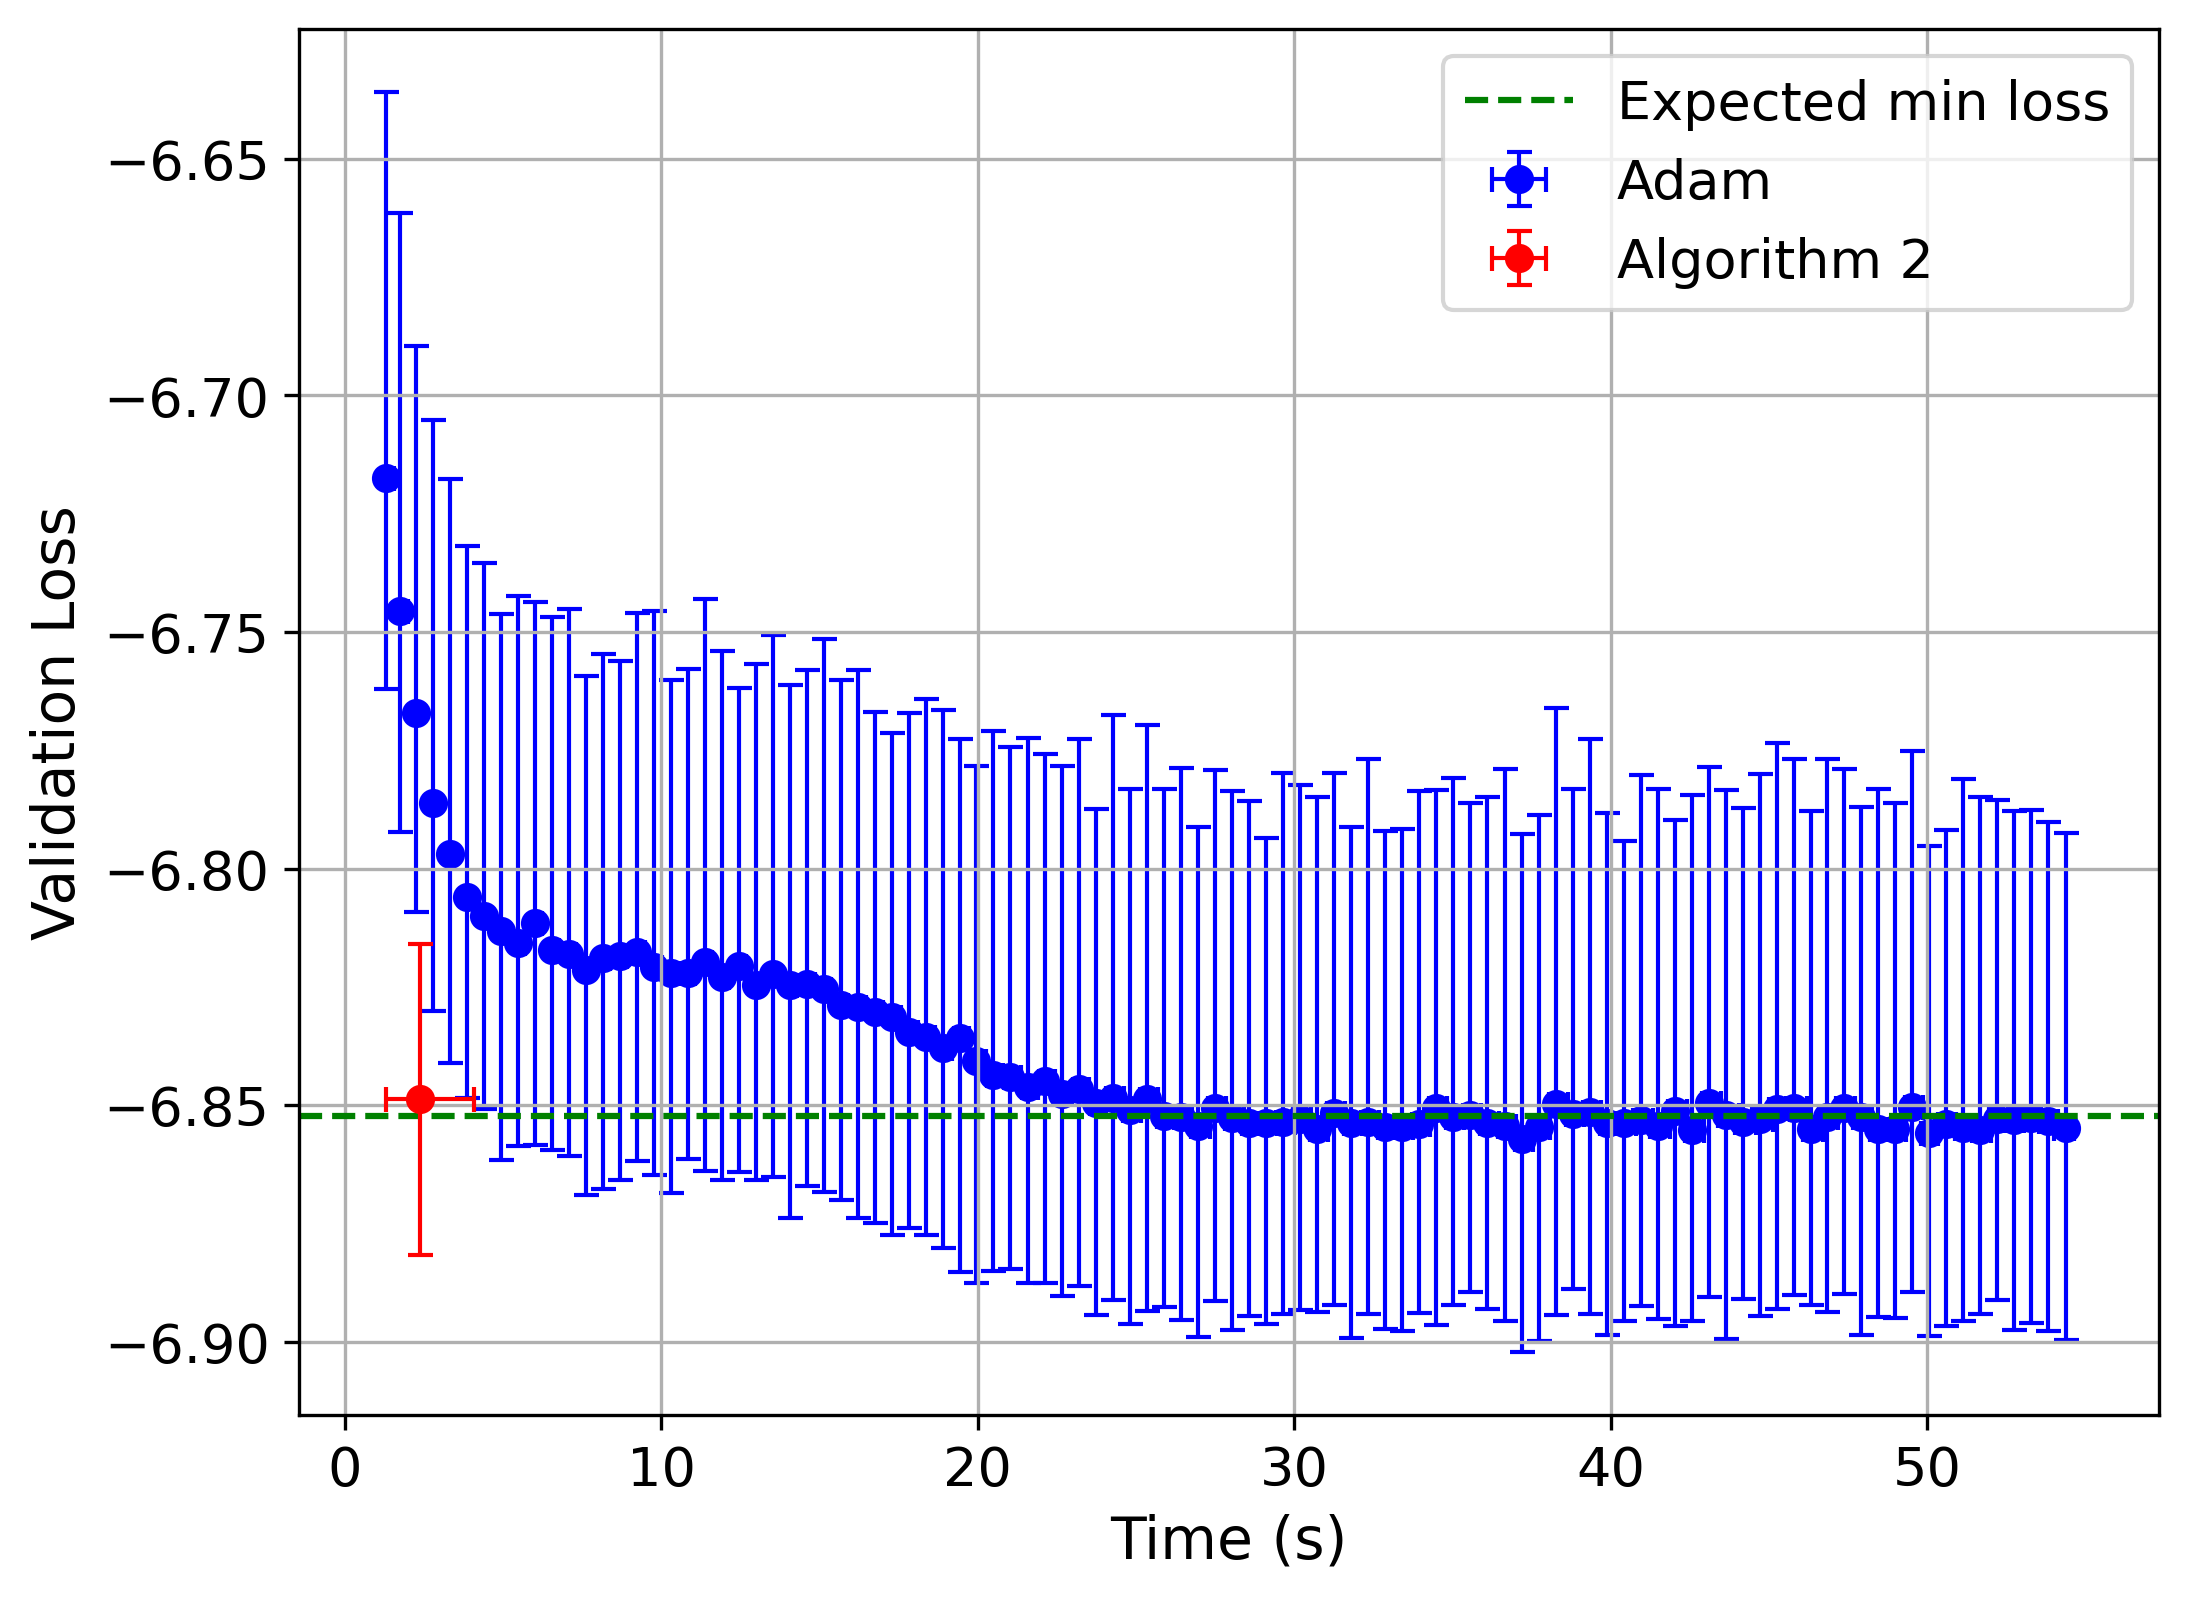 Expected min loss
Adam
Algorithm 2
Validation Loss
−6.65
−6.70
−6.75
−6.80
−6.85
−6.90
0 10 20 30 40 50
Time (s)